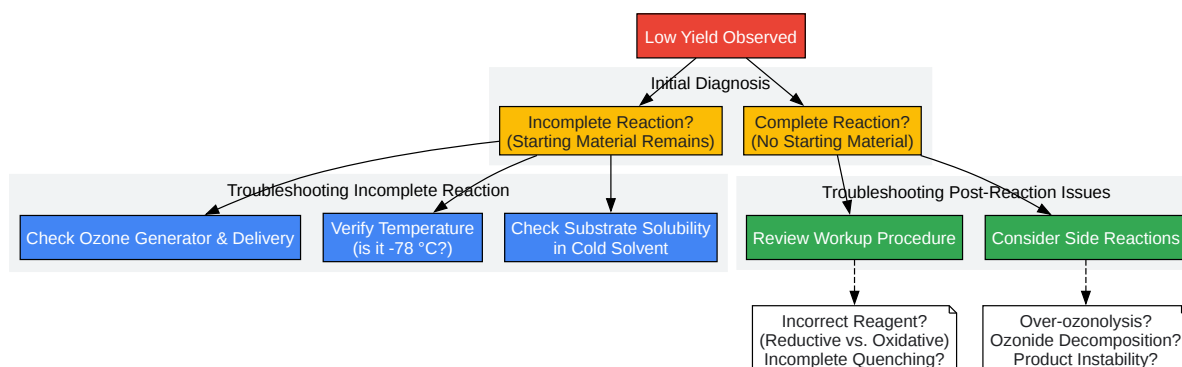 Low Yield Observed
Initial Diagnosis
Incomplete Reaction?
(Starting Material Remains)
Complete Reaction?
(No Starting Material)
Troubleshooting Incomplete Reaction
Check Ozone Generator & Delivery
Verify Temperature
(is it -78 °C?)
Check Substrate Solubility
in Cold Solvent
Troubleshooting Post-Reaction Issues
Review Workup Procedure
Consider Side Reactions
Incorrect Reagent?
(Reductive vs. Oxidative)
Incomplete Quenching?
Over-ozonolysis?
Ozonide Decomposition?
Product Instability?